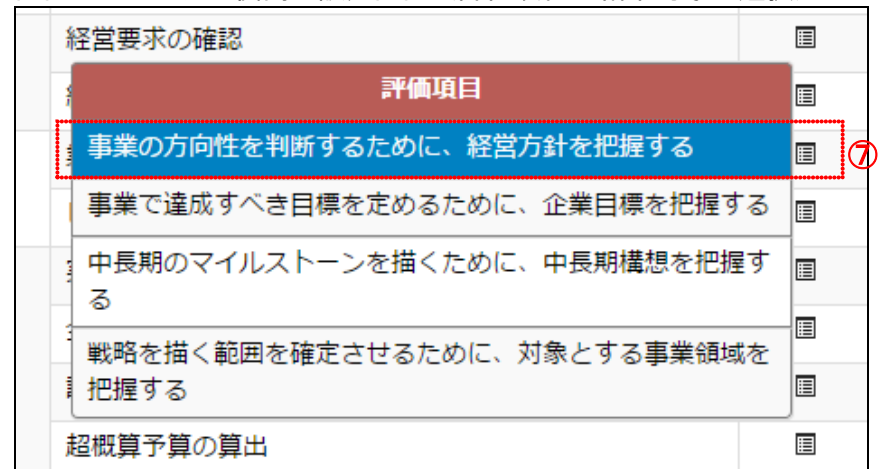 経営要求の確認
評価項目
事業の方向性を判断するために、経営方針を把握する
⑦
事業で達成すべき目標を定めるために、企業目標を把握する
中長期のマイルストーンを描くために、中長期構想を把握す
る
戦略を描く範囲を確定させるために、対象とする事業領域を
把握する
超概算予算の算出